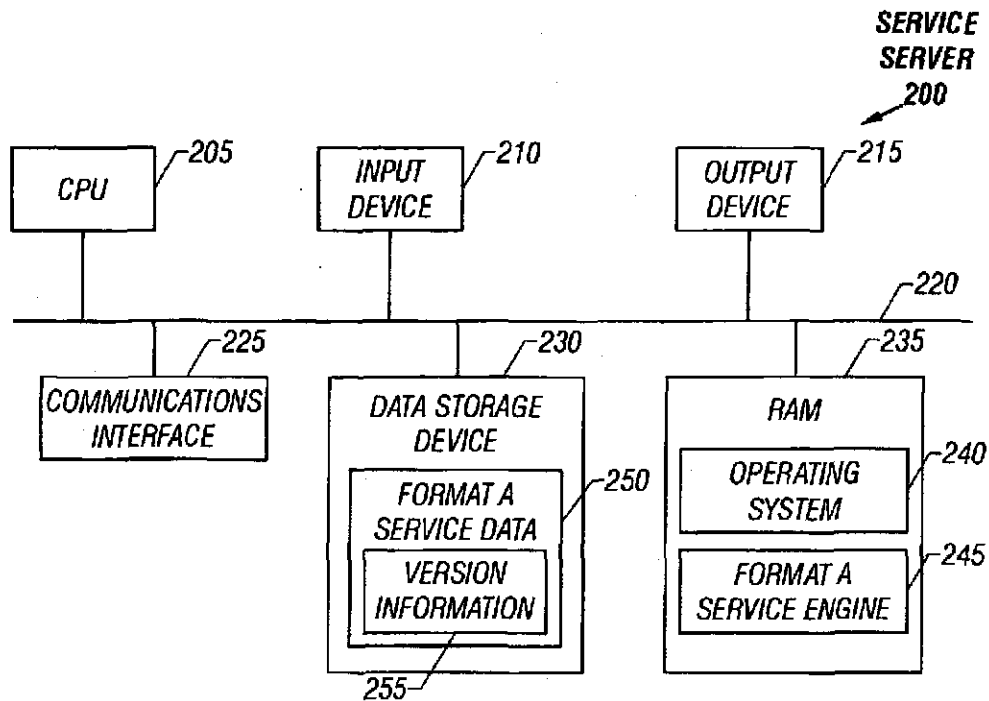 SERVICE
SERVER
200
CPU
205
INPUT
DEVICE
210
OUTPUT
DEVICE
215
220
COMMUNICATIONS
INTERFACE
225
DATA STORAGE
DEVICE
230
FORMAT A
SERVICE DATA
250
VERSION
INFORMATION
255
RAM
235
OPERATING
SYSTEM
240
FORMAT A
SERVICE ENGINE
245